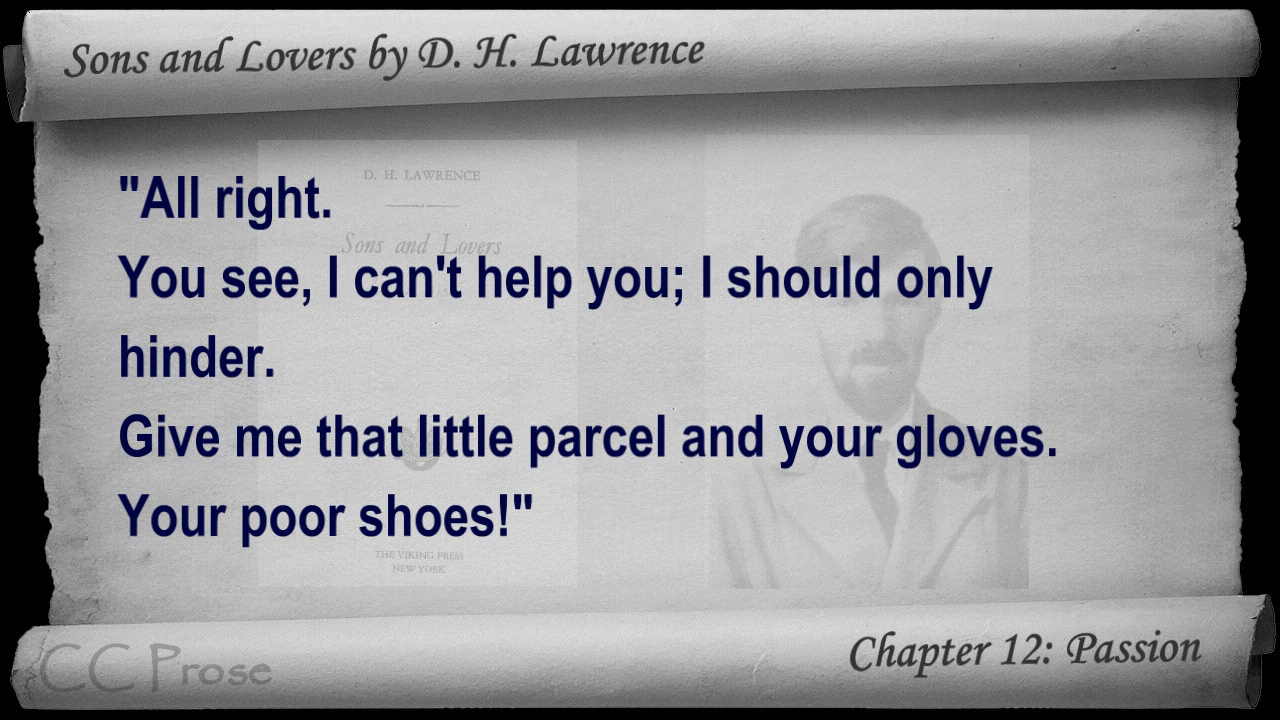 Sons and Lovers by D. H. Lawrence
D. H. LAWRENCE
"All right.
Sons and Lovers
You see, I can't help you; I should only
hinder.
Give me that little parcel and your gloves.
Your poor shoes!"
THE VIKING PRESS
NEW YORK
Chapter 12: Passion
CC Prose